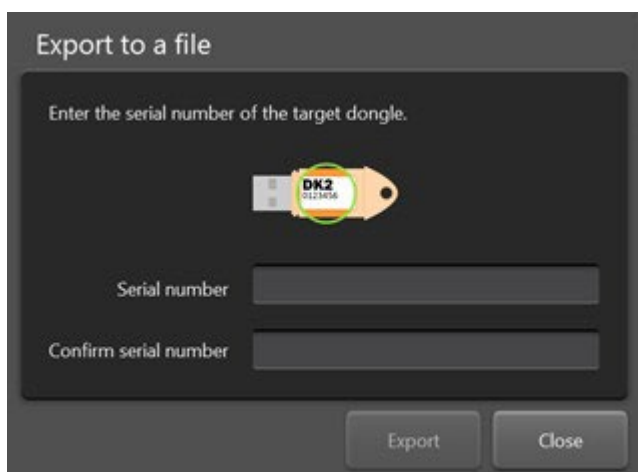 Export to a file
Enter the serial number of the target dongle.
DK2
0123456
Serial number
Confirm serial number
Export
Close